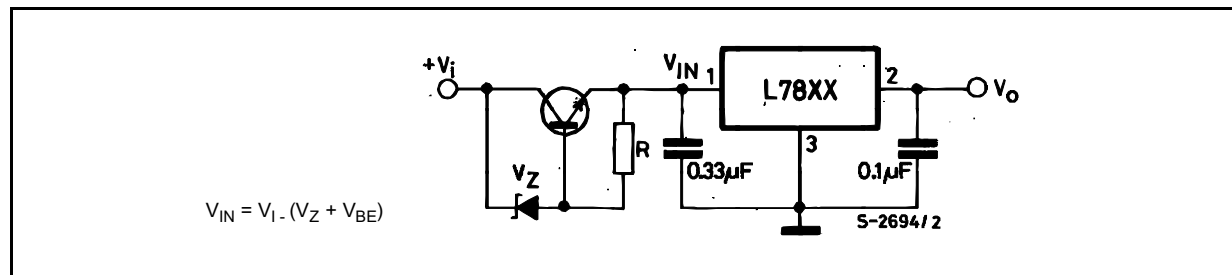 +Vi
VIN
1
L78XX
2
Vo
3
R
0.33µF
0.1µF
VZ
S-2694/2
VIN = VI - (VZ + VBE)